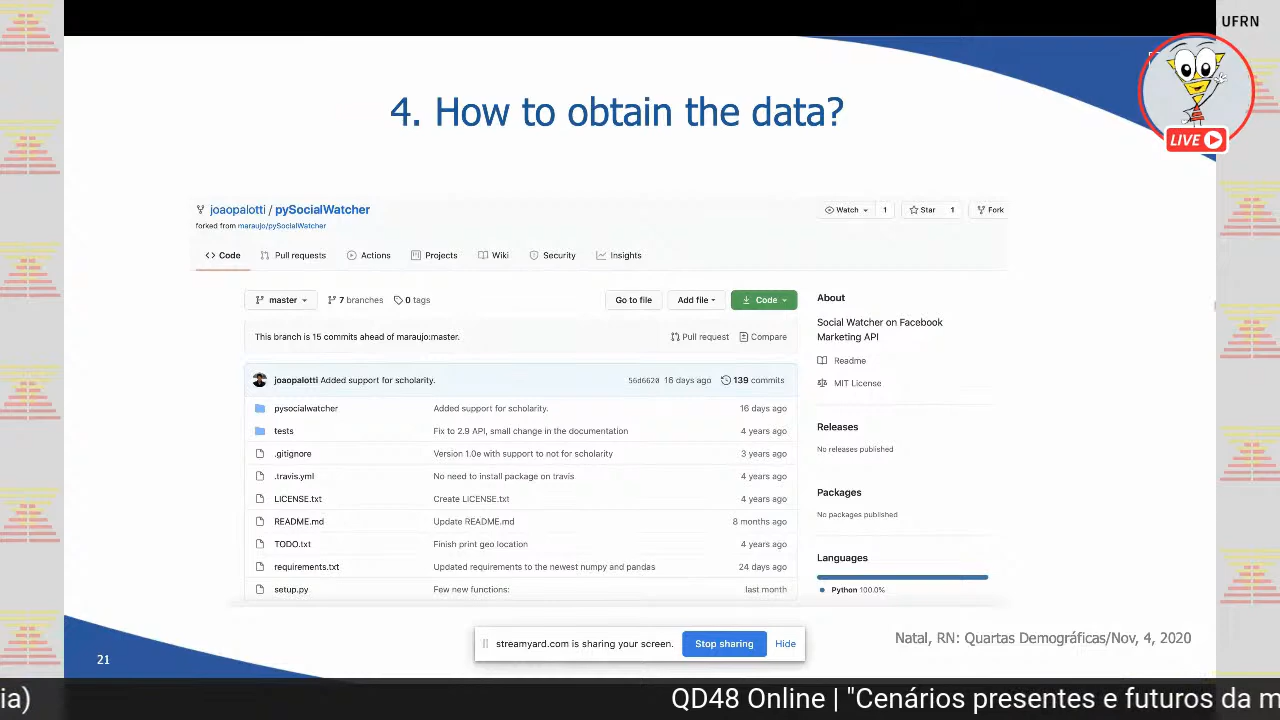 UFRN
LIVE
4. How to obtain the data?
joaopalotti / pySocialWatcher
forked from maraujo/pySocialWatcher
Watch 1 Star 1 Fork
Code Pull requests Actions Projects Wiki Security Insights
master 7 branches 0 tags Go to file Add file Code
This branch is 15 commits ahead of maraujo:master. Pull request Compare
joaopalotti Added support for scholarity. 56d6620 16 days ago 139 commits
pysocialwatcher Added support for scholarity. 16 days ago
tests Fix to 2.9 API, small change in the documentation 4 years ago
.gitignore Version 1.0e with support to not for scholarity 3 years ago
.travis.yml No need to install package on travis 4 years ago
LICENSE.txt Create LICENSE.txt 4 years ago
README.md Update README.md 8 months ago
TODO.txt Finish print geo location 4 years ago
requirements.txt Updated requirements to the newest numpy and pandas 24 days ago
setup.py Few new functions: last month
About
Social Watcher on Facebook
Marketing API
Readme
MIT License
Releases
No releases published
Packages
No packages published
Languages
Python 100.0%
streamyard.com is sharing your screen. Stop sharing Hide
Natal, RN: Quartas Demográficas/Nov, 4, 2020
21
ia) QD48 Online | "Cenários presentes e futuros da m